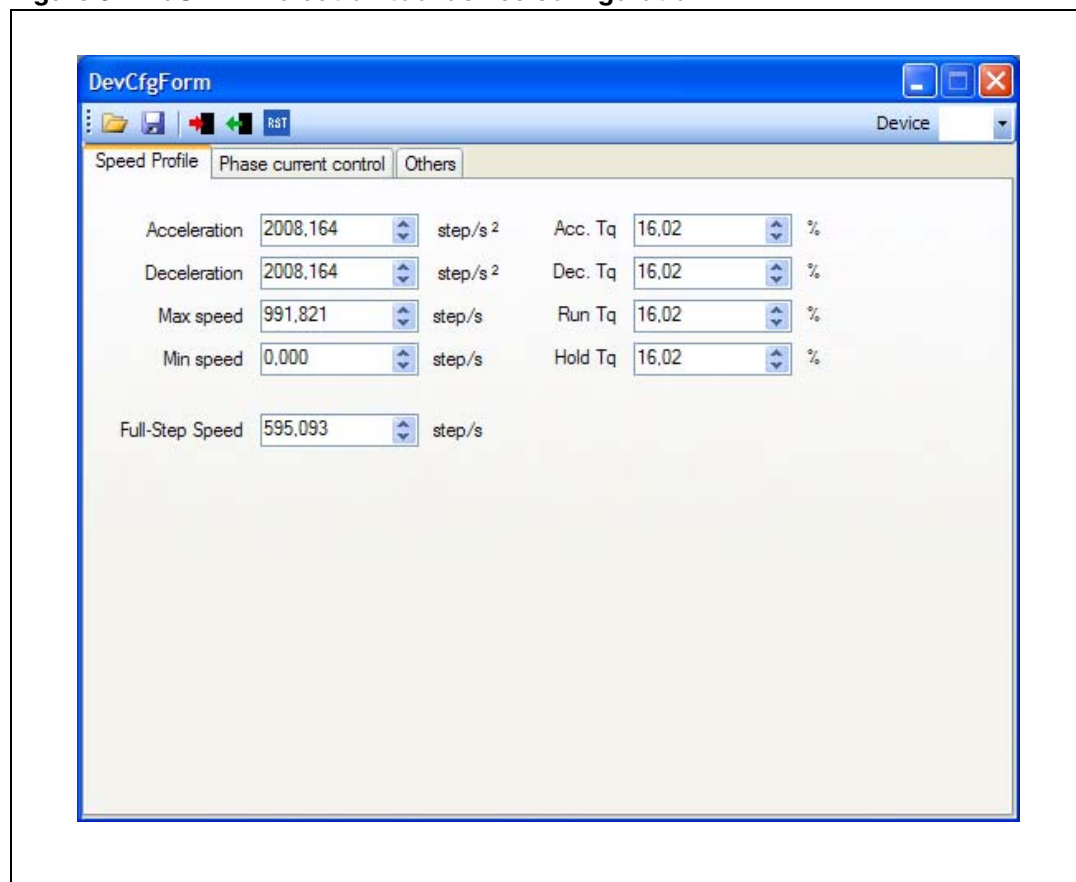 DevCfgForm
RST Device
Speed Profile Phase current control Others
Acceleration 2008,164 step/s² Acc. Tq 16,02 %
Deceleration 2008,164 step/s² Dec. Tq 16,02 %
Max speed 991,821 step/s Run Tq 16,02 %
Min speed 0,000 step/s Hold Tq 16,02 %
Full-Step Speed 595,093 step/s